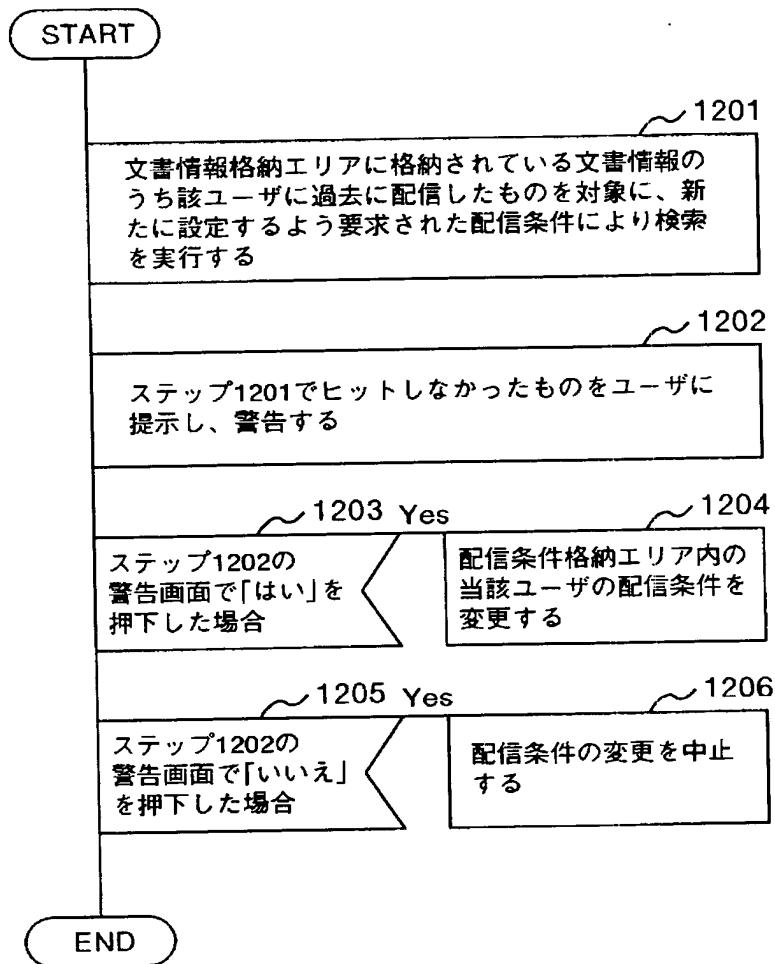 START
1201
文書情報格納エリアに格納されている文書情報の
うち該ユーザに過去に配信したものを対象に、新
たに設定するよう要求された配信条件により検索
を実行する
1202
ステップ1201でヒットしなかったものをユーザに
提示し、警告する
1203 Yes
ステップ1202の
警告画面で「はい」を
押下した場合
1204
配信条件格納エリア内の
当該ユーザの配信条件を
変更する
1205 Yes
ステップ1202の
警告画面で「いいえ」
を押下した場合
1206
配信条件の変更を中止
する
END